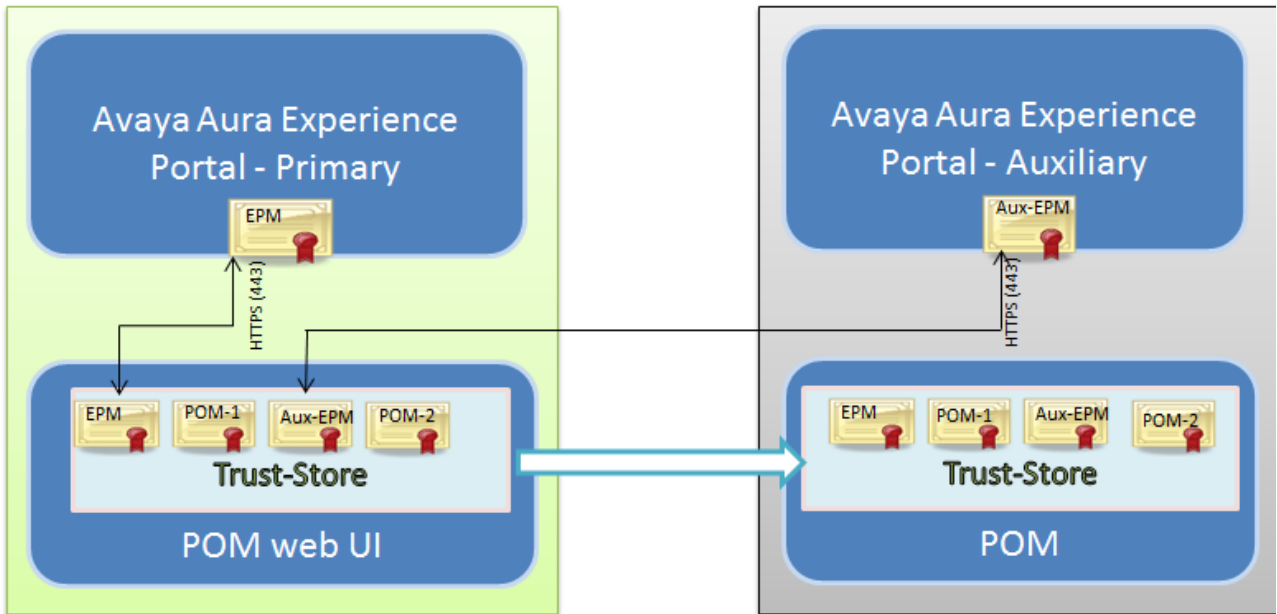 Avaya Aura Experience
Portal - Primary
EPM
HTTPS (443)
EPM
POM-1
Aux-EPM
POM-2
Trust-Store
POM web UI
Avaya Aura Experience
Portal - Auxiliary
Aux-EPM
HTTPS (443)
EPM
POM-1
Aux-EPM
POM-2
Trust-Store
POM